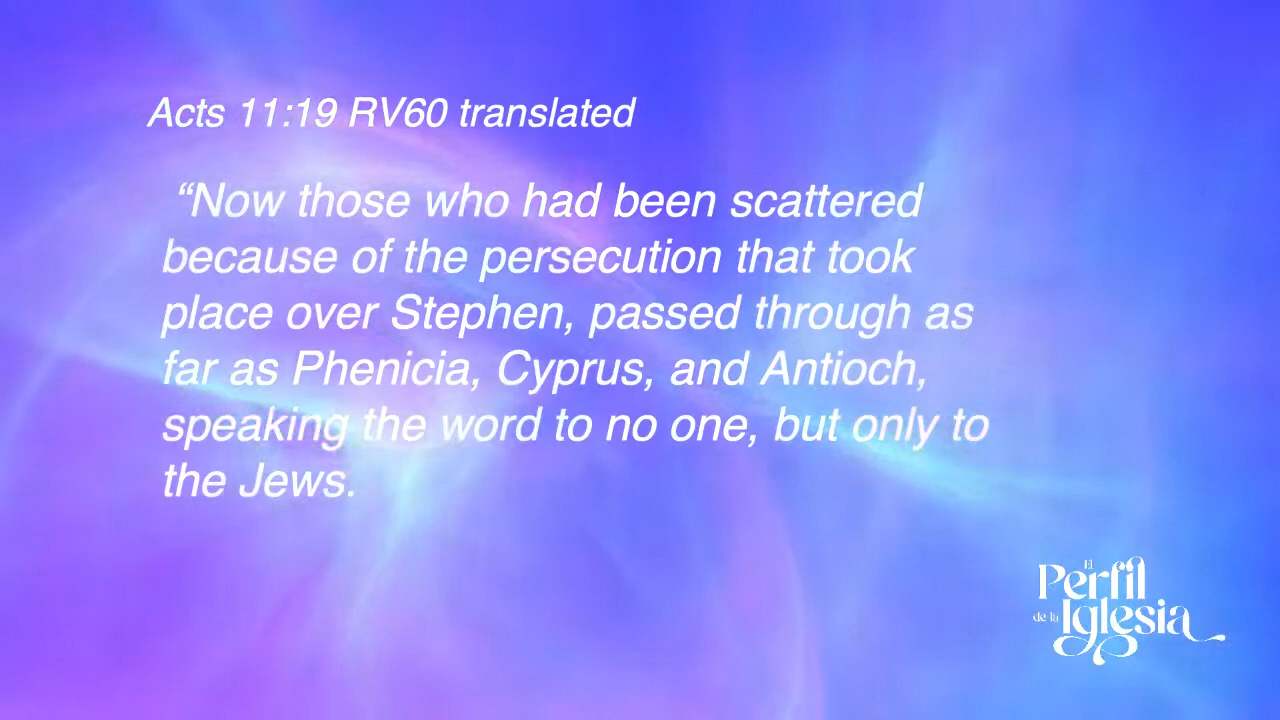 Acts 11:19 RV60 translated
“Now those who had been scattered
because of the persecution that took
place over Stephen, passed through as
far as Phenicia, Cyprus, and Antioch,
speaking the word to no one, but only to
the Jews.
El
Perfil
de la Iglesia